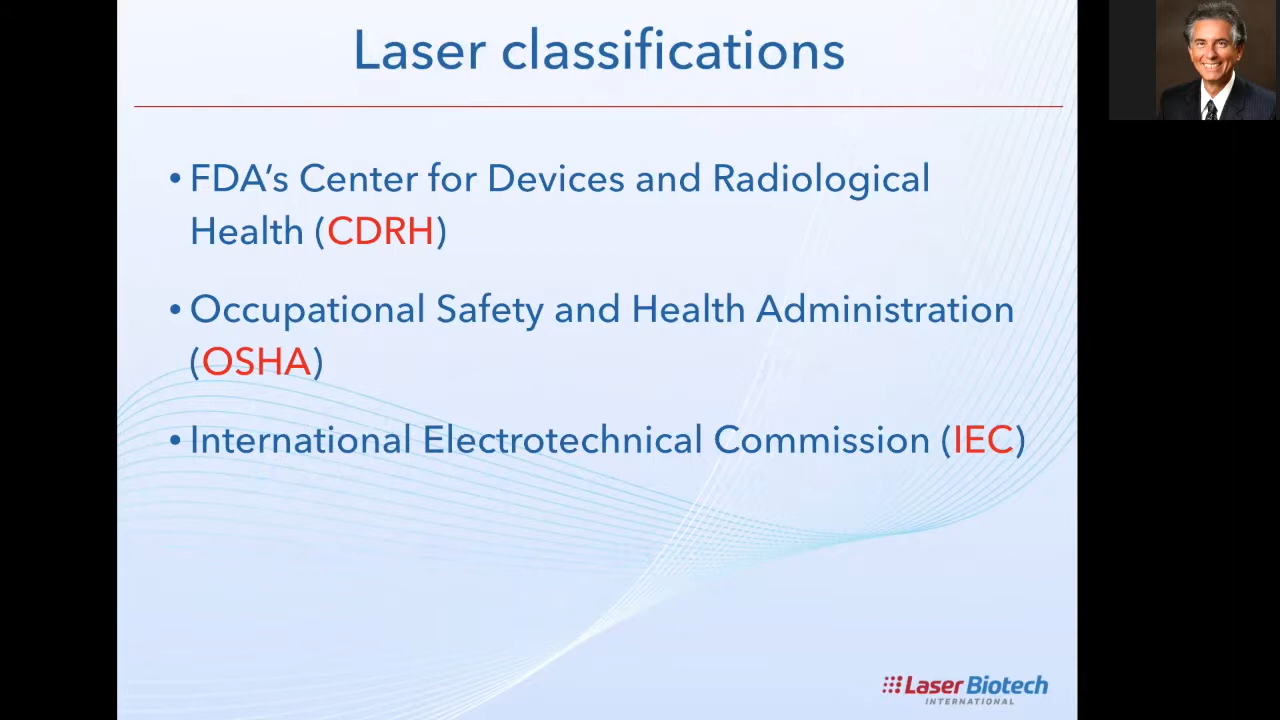 Laser classifications
• FDA’s Center for Devices and Radiological
Health (CDRH)
• Occupational Safety and Health Administration
(OSHA)
• International Electrotechnical Commission (IEC)
Laser Biotech
INTERNATIONAL